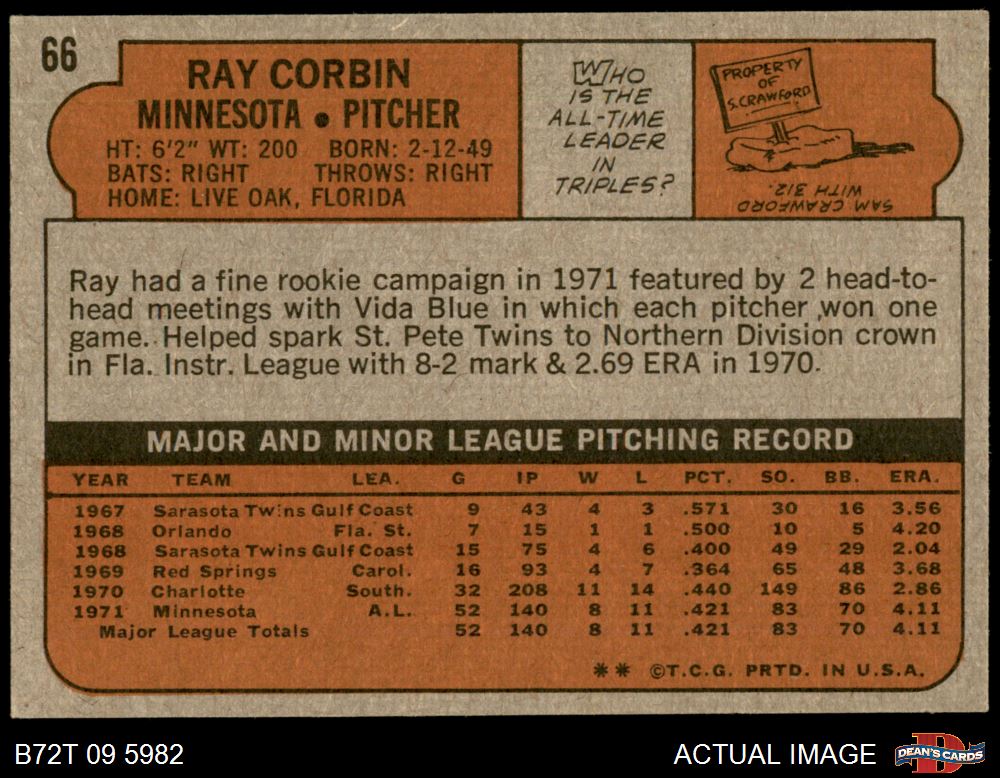 66
RAY CORBIN
MINNESOTA • PITCHER
HT: 6'2" WT: 200 BORN: 2-12-49
BATS: RIGHT THROWS: RIGHT
HOME: LIVE OAK, FLORIDA
WHO
IS THE
ALL-TIME
LEADER
IN
TRIPLES?
PROPERTY
OF
S. CRAWFORD
SAM CRAWFORD WAS
WITH 312.
Ray had a fine rookie campaign in 1971 featured by 2 head-to-
head meetings with Vida Blue in which each pitcher won one
game. Helped spark St. Pete Twins to Northern Division crown
in Fla. Instr. League with 8-2 mark & 2.69 ERA in 1970.
MAJOR AND MINOR LEAGUE PITCHING RECORD
YEAR TEAM LEA. G IP W L PCT. SO. BB. ERA.
1967 Sarasota Twins Gulf Coast 9 43 4 3 .571 30 16 3.56
1968 Orlando Fla. St. 7 15 1 1 .500 10 5 4.20
1968 Sarasota Twins Gulf Coast 15 75 4 6 .400 49 29 2.04
1969 Red Springs Carol. 16 93 4 7 .364 65 48 3.68
1970 Charlotte South. 32 208 11 14 .440 149 86 2.86
1971 Minnesota A.L. 52 140 8 11 .421 83 70 4.11
Major League Totals 52 140 8 11 .421 83 70 4.11
** ©T.C.G. PRTD. IN U.S.A.
B72T 09 5982 ACTUAL IMAGE DEAN'S CARDS